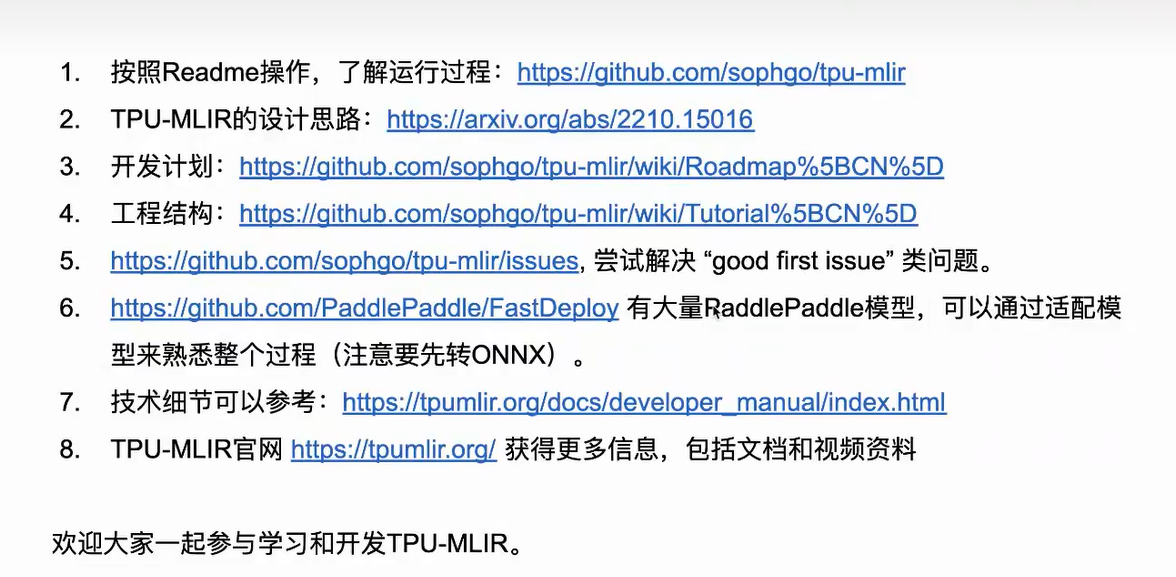 1. 按照Readme操作，了解运行过程：https://github.com/sophgo/tpu-mlir
2. TPU-MLIR的设计思路：https://arxiv.org/abs/2210.15016
3. 开发计划：https://github.com/sophgo/tpu-mlir/wiki/Roadmap%5BCN%5D
4. 工程结构：https://github.com/sophgo/tpu-mlir/wiki/Tutorial%5BCN%5D
5. https://github.com/sophgo/tpu-mlir/issues, 尝试解决 “good first issue” 类问题。
6. https://github.com/PaddlePaddle/FastDeploy 有大量PaddlePaddle模型，可以通过适配模
型来熟悉整个过程（注意要先转ONNX）。
7. 技术细节可以参考：https://tpumlir.org/docs/developer_manual/index.html
8. TPU-MLIR官网 https://tpumlir.org/ 获得更多信息，包括文档和视频资料
欢迎大家一起参与学习和开发TPU-MLIR。